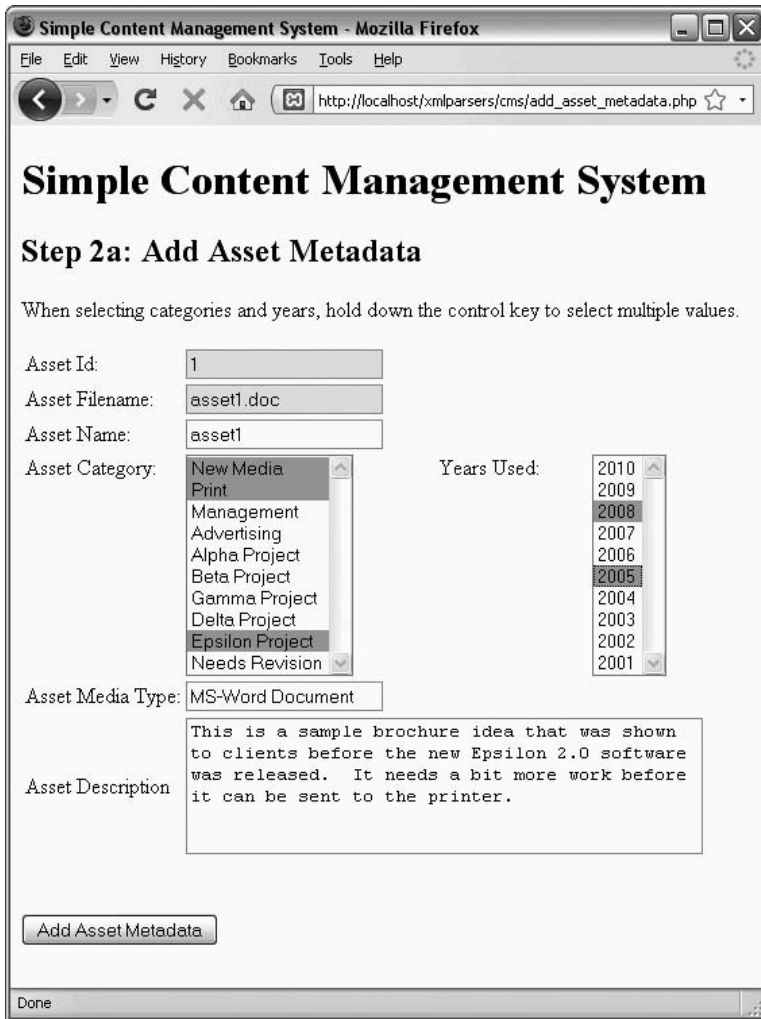 Simple Content Management System - Mozilla Firefox
File Edit View History Bookmarks Tools Help
http://localhost/xmlparsers/cms/add_asset_metadata.php
Simple Content Management System
Step 2a: Add Asset Metadata
When selecting categories and years, hold down the control key to select multiple values.
Asset Id: 1
Asset Filename: asset1.doc
Asset Name: asset1
Asset Category:
New Media
Print
Management
Advertising
Alpha Project
Beta Project
Gamma Project
Delta Project
Epsilon Project
Needs Revision
Years Used:
2010
2009
2008
2007
2006
2005
2004
2003
2002
2001
Asset Media Type: MS-Word Document
Asset Description
This is a sample brochure idea that was shown
to clients before the new Epsilon 2.0 software
was released.  It needs a bit more work before
it can be sent to the printer.
Add Asset Metadata
Done